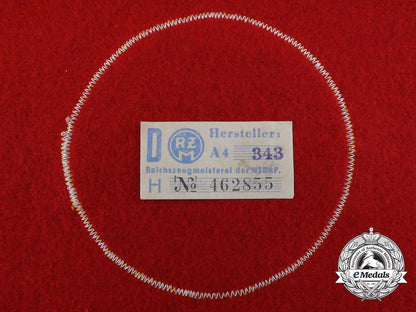 D RZM Hersteller:
A4 343
Reichszeugmeisterei der NSDAP.
H № 462855
eMedals